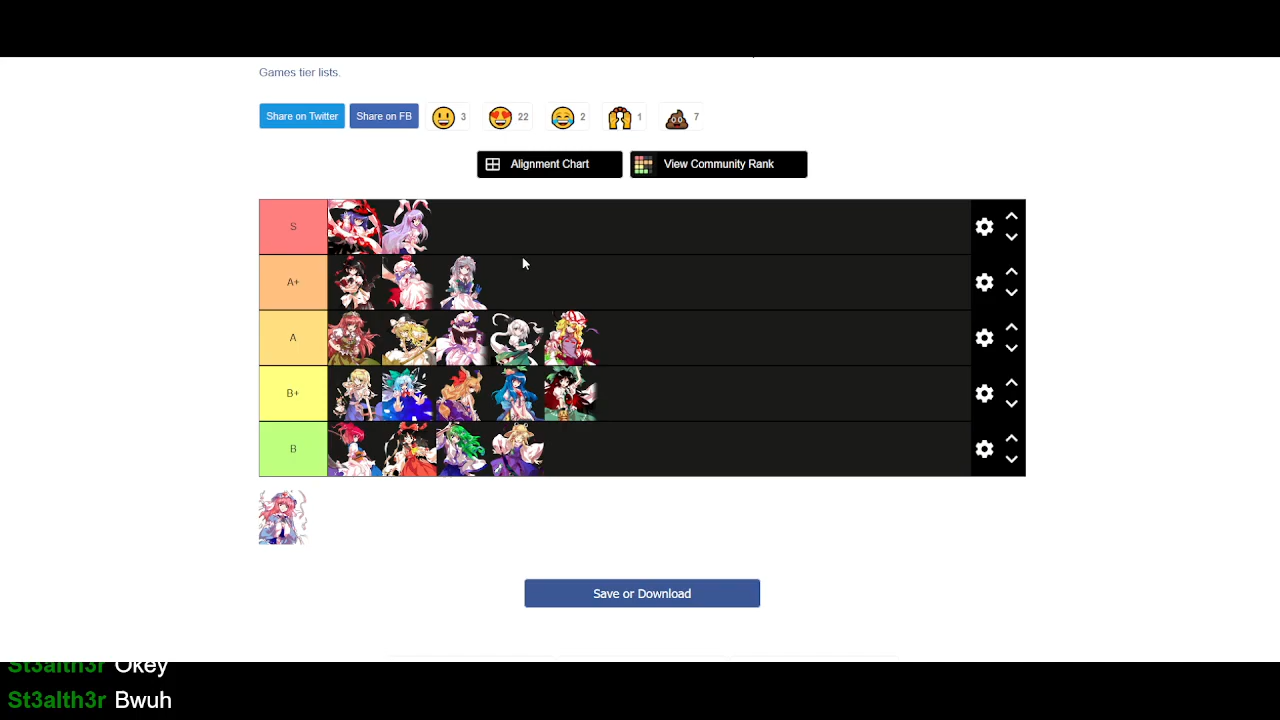 Games tier lists.
Share on Twitter Share on FB 3 22 2 1 7
Alignment Chart View Community Rank
S
A+
A
B+
B
Save or Download
St3alth3r Okey
St3alth3r Bwuh